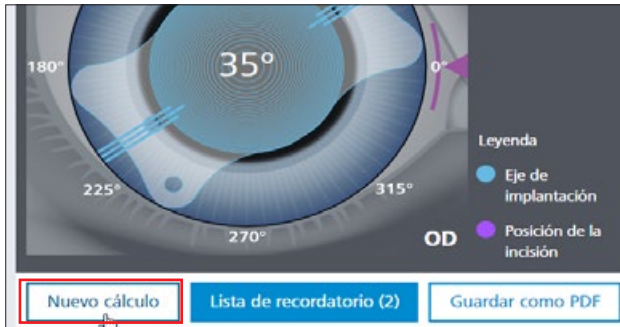 35°
180°
0°
Leyenda
Eje de
implantación
225°
315°
Posición de la
incisión
270°
OD
Nuevo cálculo
Lista de recordatorio (2)
Guardar como PDF